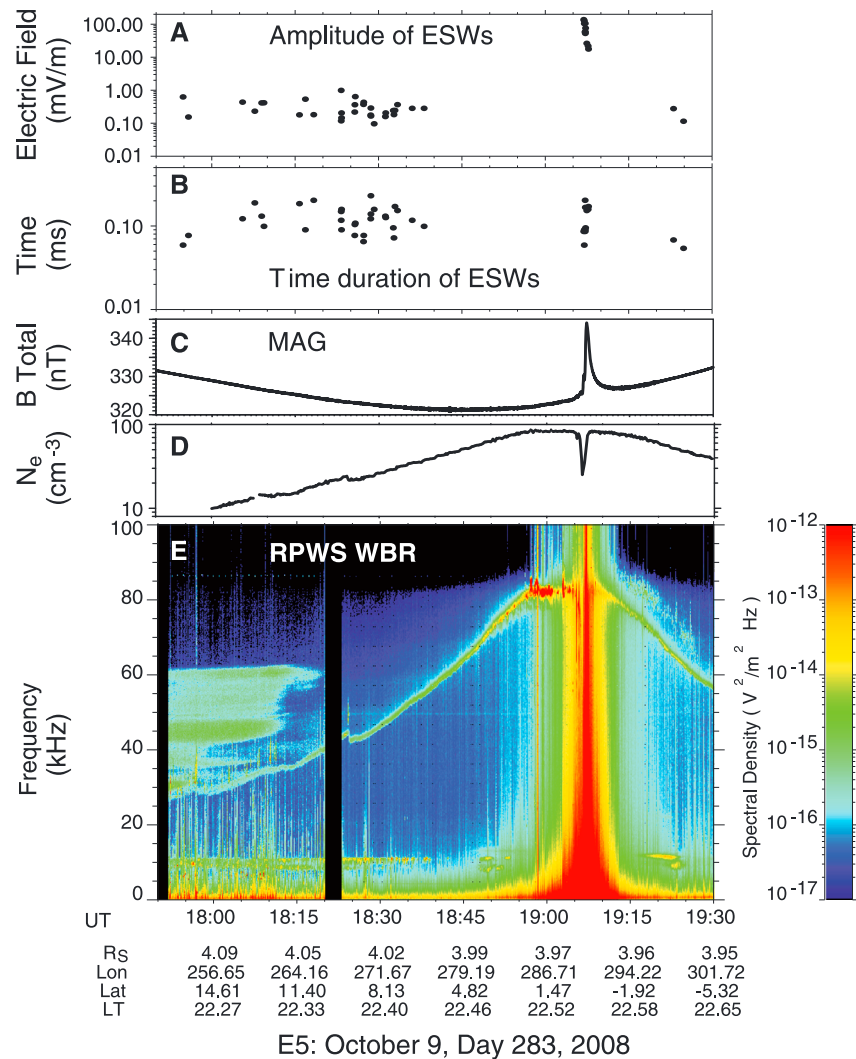 A
Amplitude of ESWs
Electric Field
(mV/m)
100.00
10.00
1.00
0.10
0.01
B
Time duration of ESWs
Time
(ms)
0.10
0.01
C
MAG
B Total
(nT)
340
330
320
D
Ne
(cm-3)
100
10
E
RPWS WBR
Frequency
(kHz)
100
80
60
40
20
0
10-12
10-13
10-14
10-15
10-16
10-17
Spectral Density ( V 2/m 2 Hz )
UT 18:00 18:15 18:30 18:45 19:00 19:15 19:30
RS 4.09 4.05 4.02 3.99 3.97 3.96 3.95
Lon 256.65 264.16 271.67 279.19 286.71 294.22 301.72
Lat 14.61 11.40 8.13 4.82 1.47 -1.92 -5.32
LT 22.27 22.33 22.40 22.46 22.52 22.58 22.65
E5: October 9, Day 283, 2008